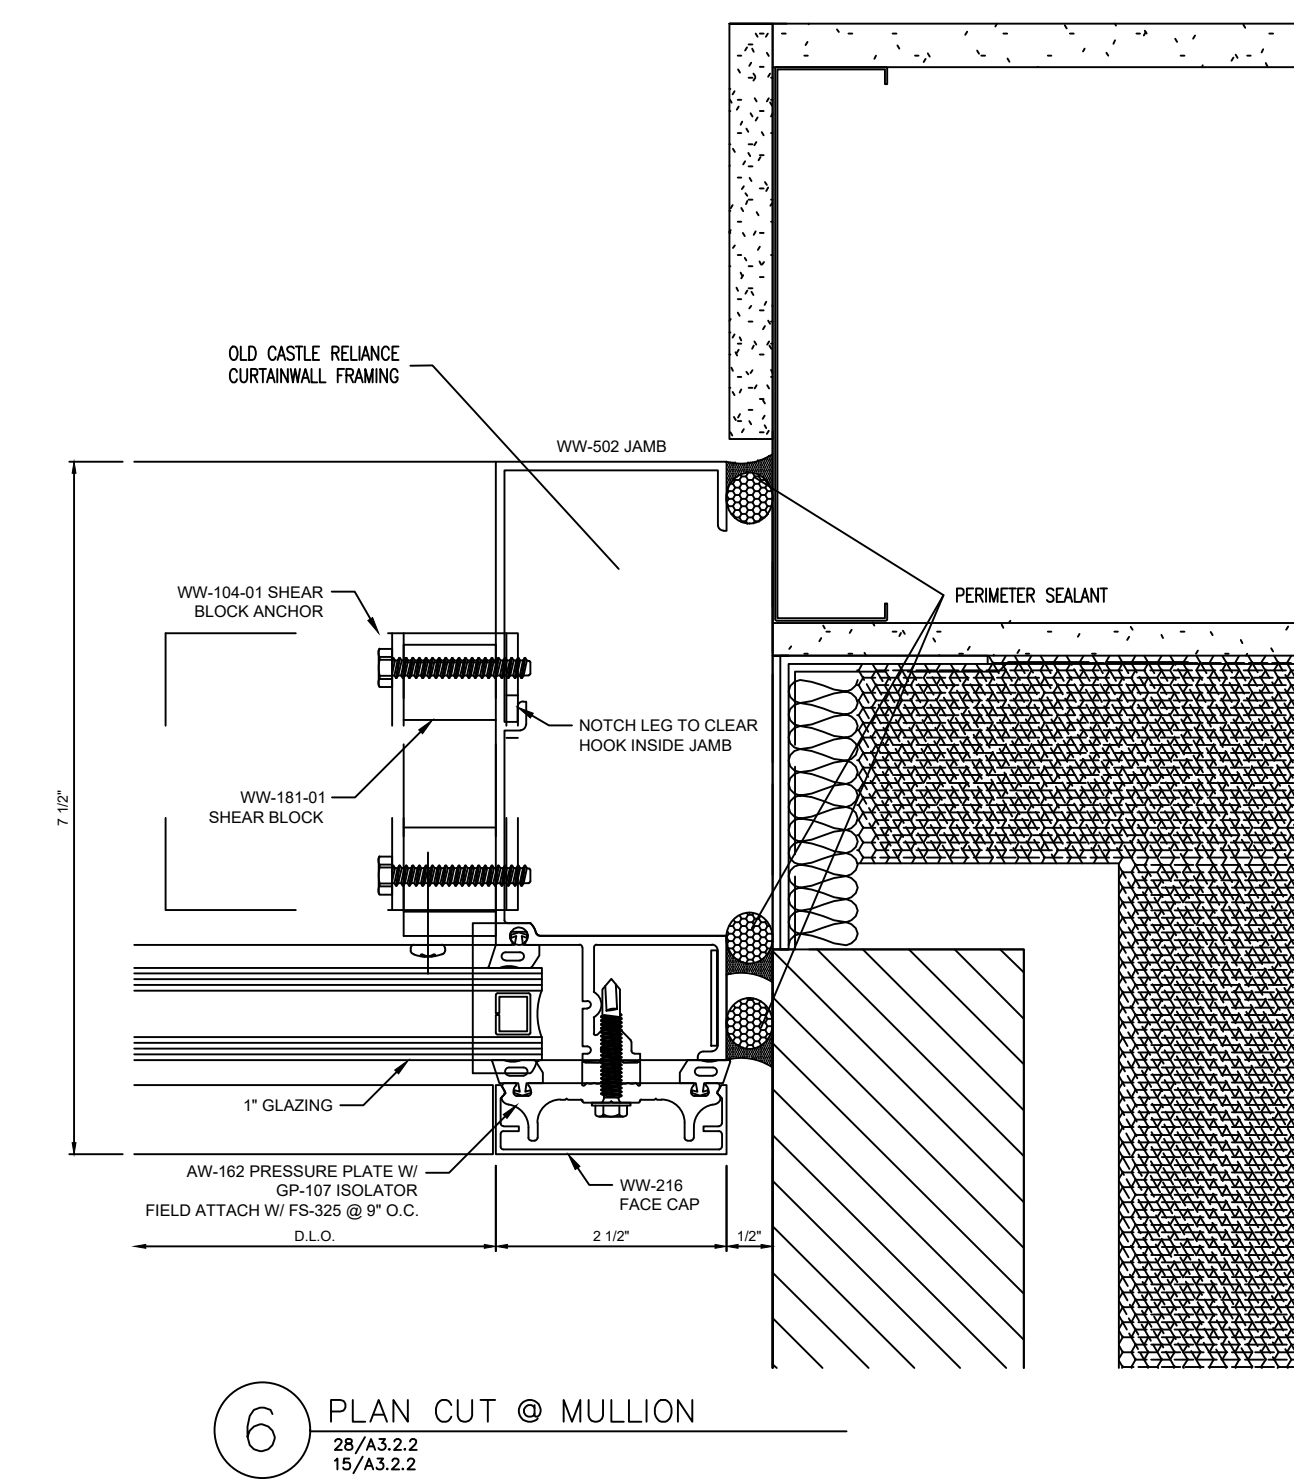 OLD CASTLE RELIANCE
CURTAINWALL FRAMING
WW-502 JAMB
WW-104-01 SHEAR
BLOCK ANCHOR
PERIMETER SEALANT
NOTCH LEG TO CLEAR
HOOK INSIDE JAMB
7 1/2"
WW-181-01
SHEAR BLOCK
1" GLAZING
AW-162 PRESSURE PLATE W/
GP-107 ISOLATOR
FIELD ATTACH W/ FS-325 @ 9" O.C.
WW-216
FACE CAP
D.L.O.
2 1/2"
1/2"
6
PLAN CUT @ MULLION
28/A3.2.2
15/A3.2.2